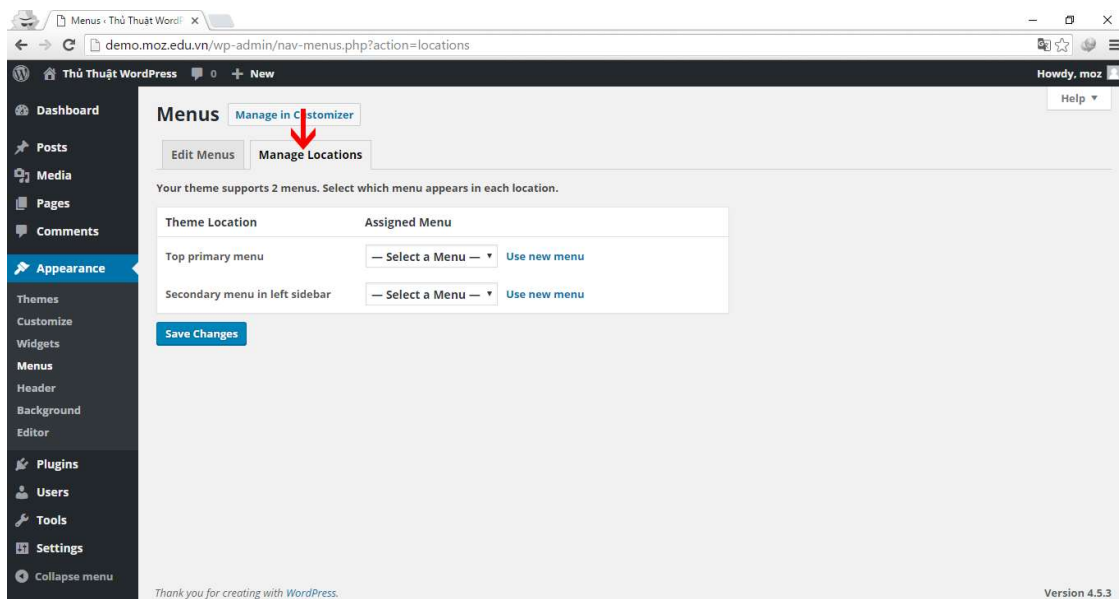 Menus ‹ Thủ Thuật WordP
demo.moz.edu.vn/wp-admin/nav-menus.php?action=locations
Thủ Thuật WordPress 0 + New Howdy, moz
Help
Dashboard
Posts
Media
Pages
Comments
Appearance
Themes
Customize
Widgets
Menus
Header
Background
Editor
Plugins
Users
Tools
Settings
Collapse menu
Menus Manage in Customizer
Edit Menus Manage Locations
Your theme supports 2 menus. Select which menu appears in each location.
Theme Location Assigned Menu
Top primary menu — Select a Menu — Use new menu
Secondary menu in left sidebar — Select a Menu — Use new menu
Save Changes
Thank you for creating with WordPress. Version 4.5.3